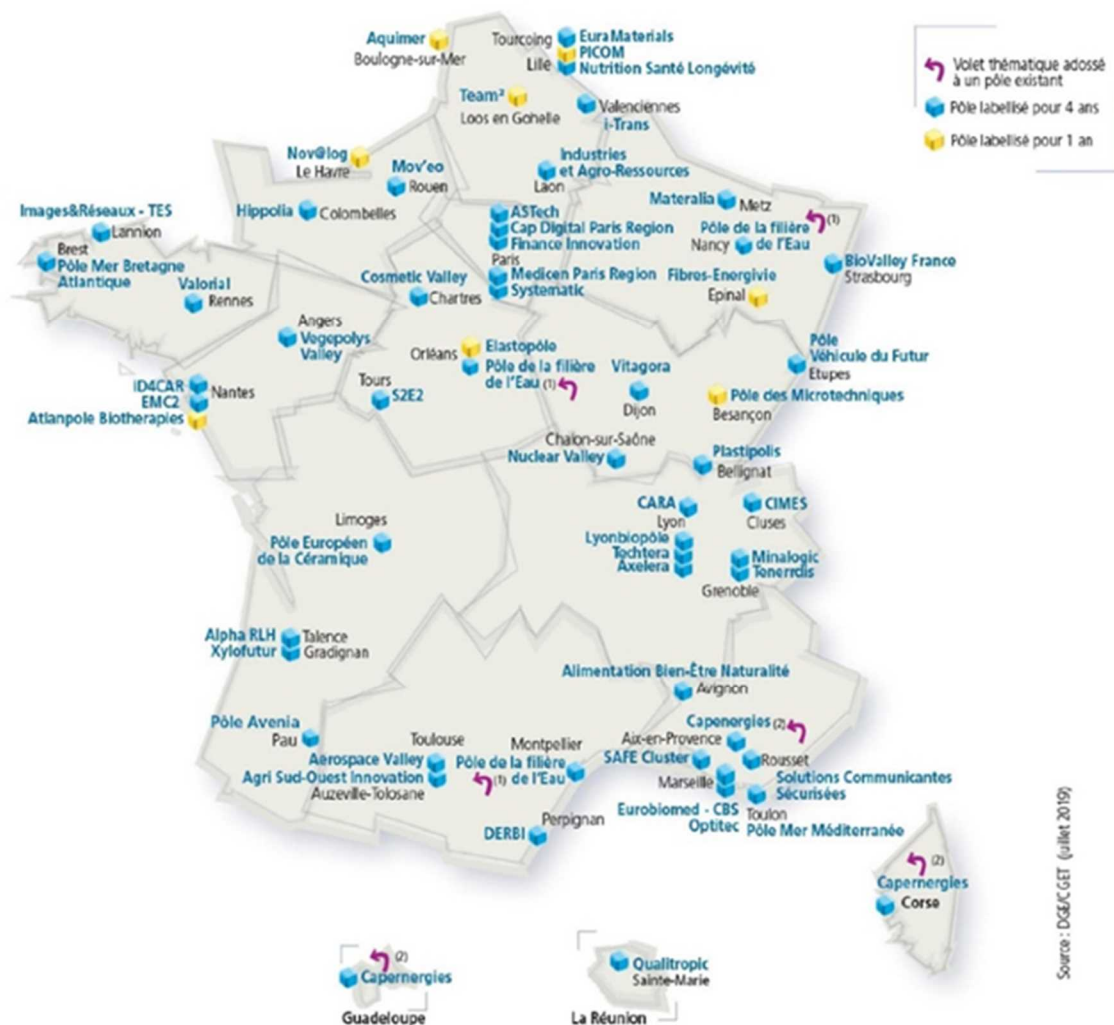 Aquimer
Boulogne-sur-Mer
Tourcoing
EuraMaterials
PICOM
Lille
Nutrition Santé Longévité
Team²
Loos en Gohelle
Valenciennes
i-Trans
Volet thématique adossé
à un pôle existant
Pôle labellisé pour 4 ans
Pôle labellisé pour 1 an
Nov@log
Le Havre
Mov'eo
Rouen
Industries
et Agro-Ressources
Laon
Hippolia
Colombelles
Materalia
Metz
Images&Réseaux - TES
Lannion
Brest
Pôle Mer Bretagne
Atlantique
Valorial
Rennes
ASTech
Cap Digital Paris Region
Finance Innovation
Paris
Medicen Paris Region
Systematic
Pôle de la filière
de l'Eau
(1)
Nancy
BioValley France
Strasbourg
Fibres-Energivie
Epinal
Cosmetic Valley
Chartres
Angers
Vegepolys
Valley
Orléans
Elastopôle
Pôle de la filière
de l'Eau (1)
Vitagora
Dijon
Pôle
Véhicule du Futur
Etupes
Pôle des Microtechniques
Besançon
ID4CAR
EMC2
Nantes
Atlanpole Biotherapies
Tours
S2E2
Chalon-sur-Saône
Nuclear Valley
Plastipolis
Bellignat
Limoges
Pôle Européen
de la Céramique
CARA
Lyon
Lyonbiopôle
Techtera
Axelera
CIMES
Cluses
Minalogic
Tenerrdis
Grenoble
Alpha RLH
Talence
Xylofutur
Gradignan
Alimentation Bien-Être Naturalité
Avignon
Pôle Avenia
Pau
Toulouse
Aerospace Valley
Agri Sud-Ouest Innovation
Auzeville-Tolosane
Montpellier
Pôle de la filière
de l'Eau
(1)
DERBI
Perpignan
Capenergies (2)
Aix-en-Provence
SAFE Cluster
Rousset
Marseille
Solutions Communicantes
Sécurisées
Eurobiomed - CBS
Optitec
Toulon
Pôle Mer Méditerranée
(2)
Capernergies
Corse
(2)
Capernergies
Guadeloupe
Qualitropic
Sainte-Marie
La Réunion
Source : DGE/CGET (juillet 2019)